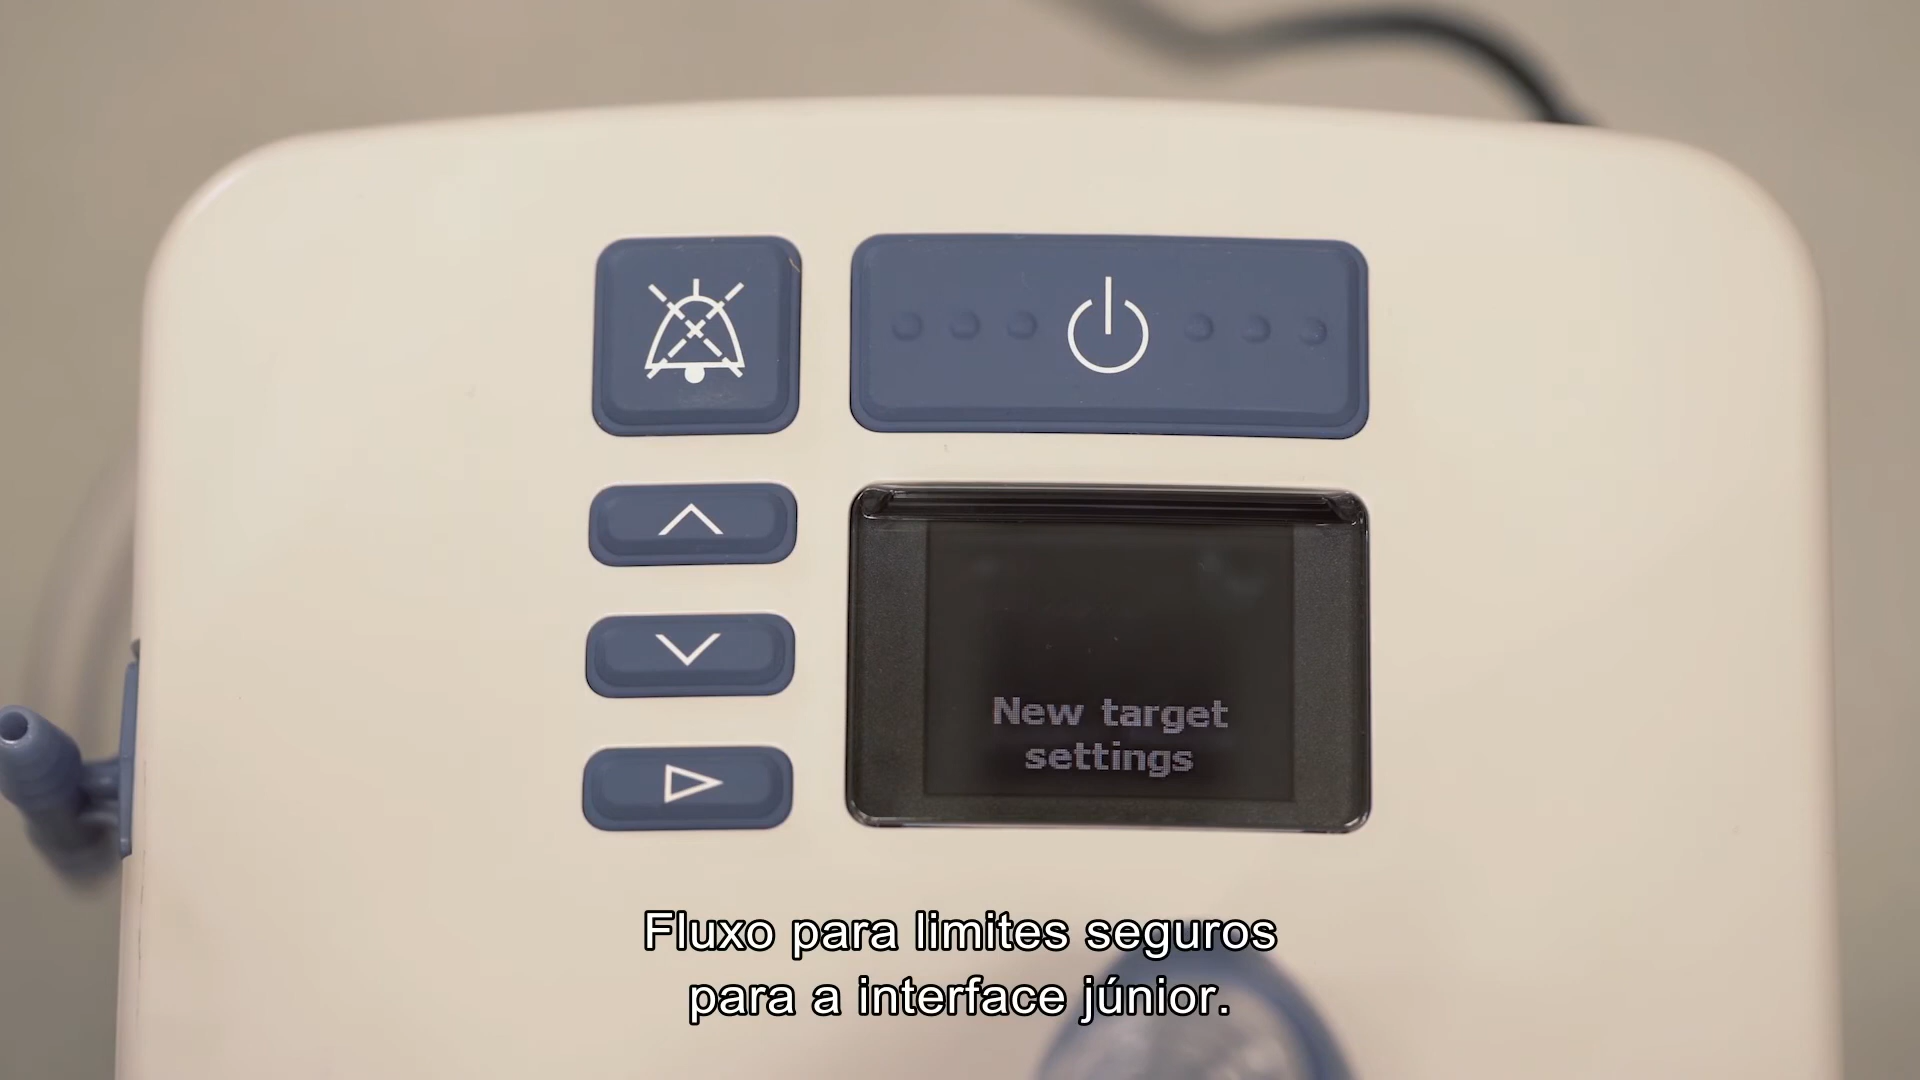 New target
settings
Fluxo para limites seguros
para a interface júnior.